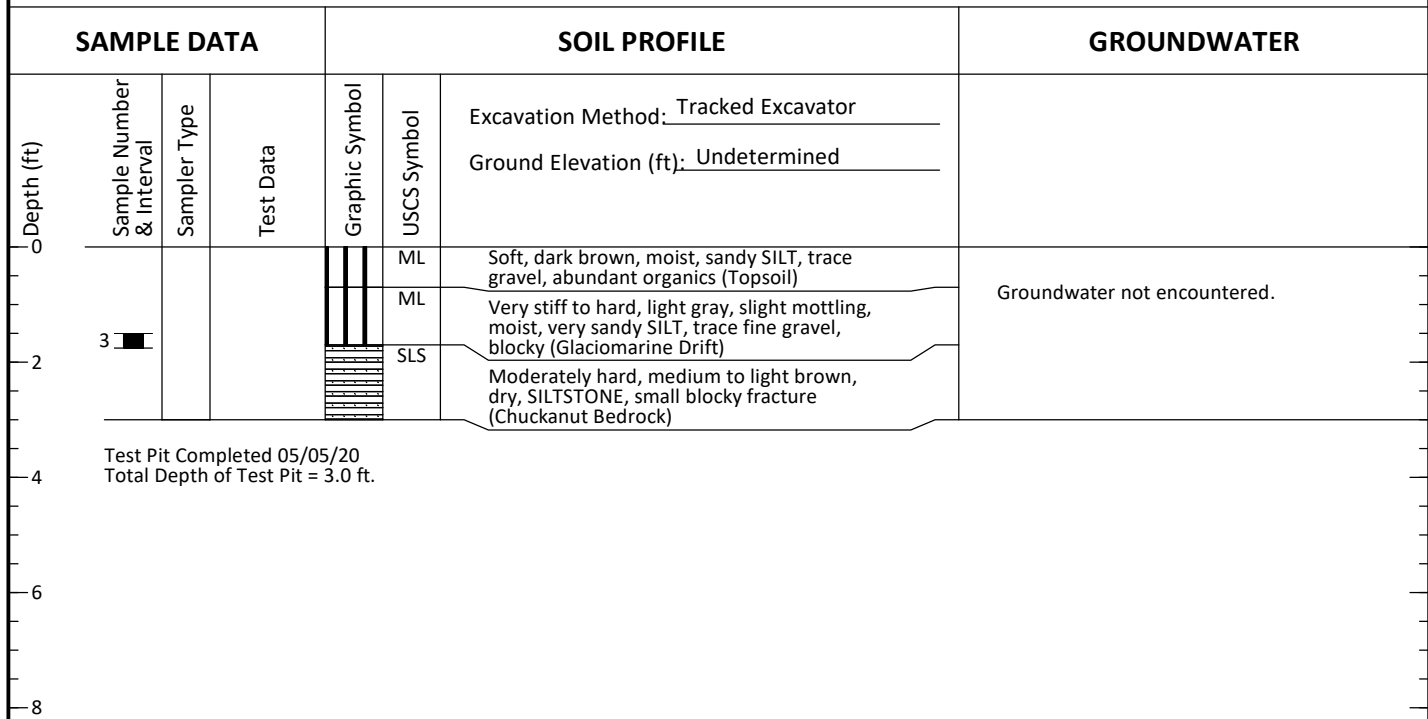 SAMPLE DATA
SOIL PROFILE
GROUNDWATER
Depth (ft)
Sample Number
& Interval
Sampler Type
Test Data
Graphic Symbol
USCS Symbol
Excavation Method: Tracked Excavator
Ground Elevation (ft): Undetermined
0
ML
Soft, dark brown, moist, sandy SILT, trace
gravel, abundant organics (Topsoil)
Groundwater not encountered.
ML
Very stiff to hard, light gray, slight mottling,
moist, very sandy SILT, trace fine gravel,
blocky (Glaciomarine Drift)
3
2
SLS
Moderately hard, medium to light brown,
dry, SILTSTONE, small blocky fracture
(Chuckanut Bedrock)
Test Pit Completed 05/05/20
Total Depth of Test Pit = 3.0 ft.
4
6
8